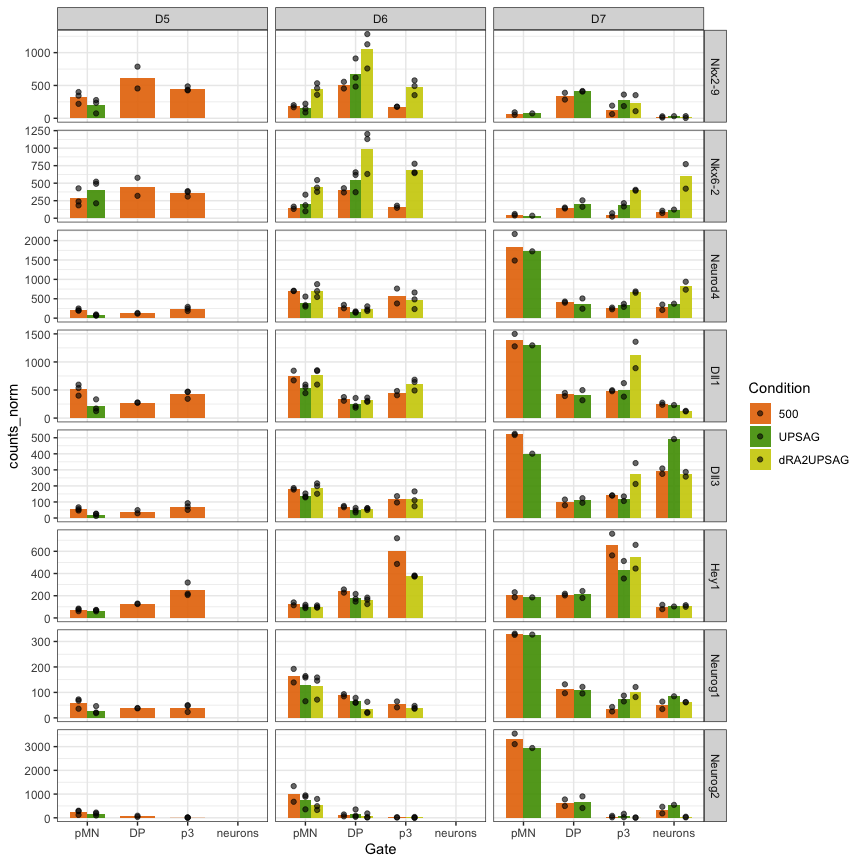 D5 D6 D7
1000
500
0
Nkx2-9
1250
1000
750
500
250
0
Nkx6-2
2000
1500
1000
500
0
Neurod4
1500
1000
500
0
Dll1
500
400
300
200
100
0
Dll3
600
400
200
0
Hey1
300
200
100
0
Neurog1
3000
2000
1000
0
Neurog2
pMN DP p3 neurons pMN DP p3 neurons pMN DP p3 neurons
Gate
counts_norm
Condition
500
UPSAG
dRA2UPSAG